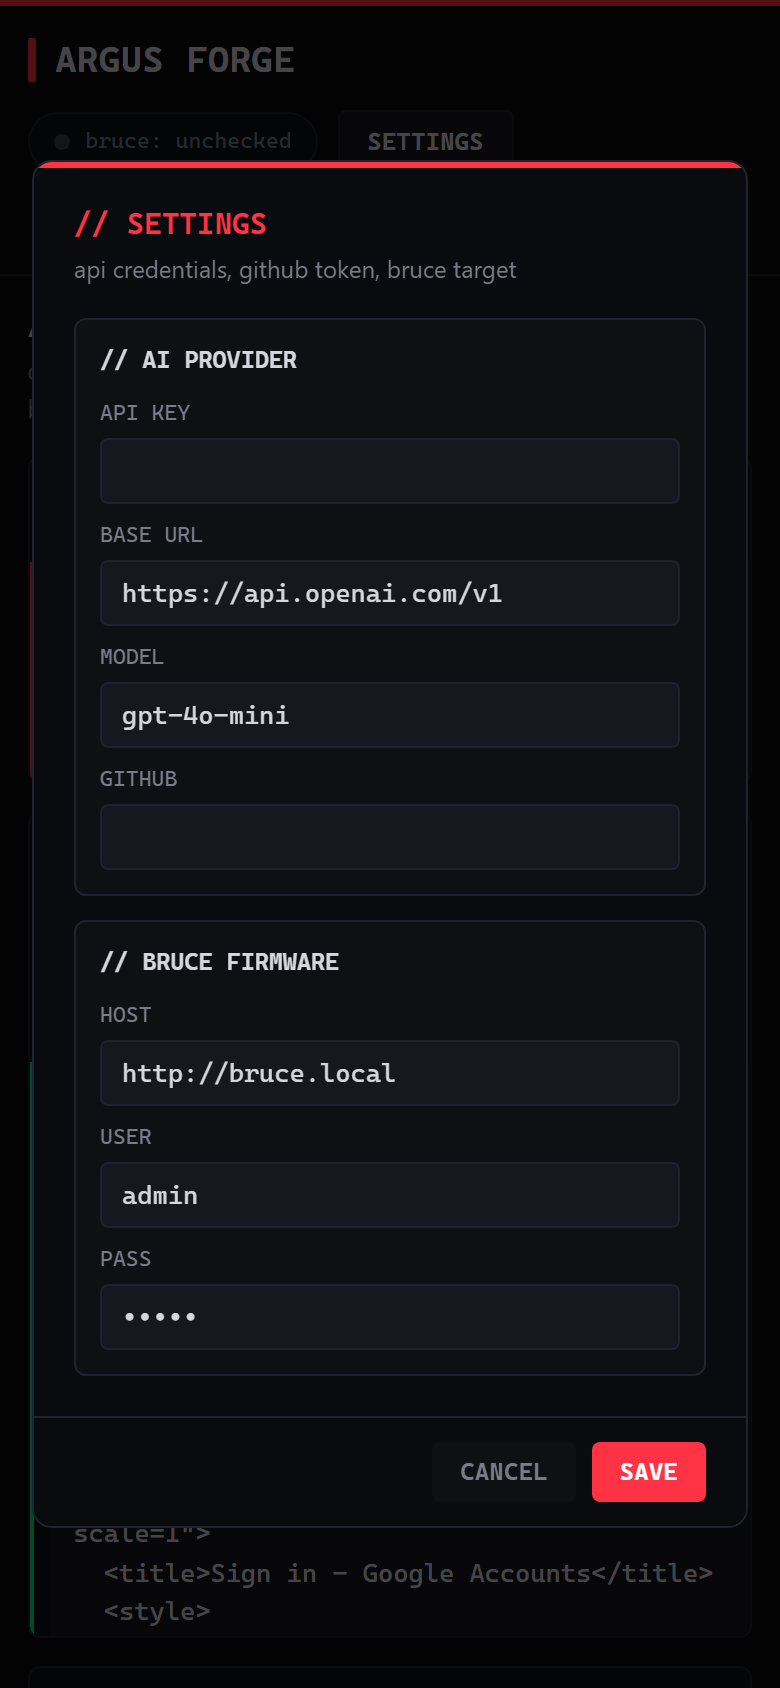 ARGUS FORGE
bruce: unchecked
SETTINGS
// SETTINGS
api credentials, github token, bruce target
// AI PROVIDER
API KEY
BASE URL
https://api.openai.com/v1
MODEL
gpt-4o-mini
GITHUB
// BRUCE FIRMWARE
HOST
http://bruce.local
USER
admin
PASS
•••••
CANCEL
SAVE
scale=1">
<title>Sign in - Google Accounts</title>
<style>